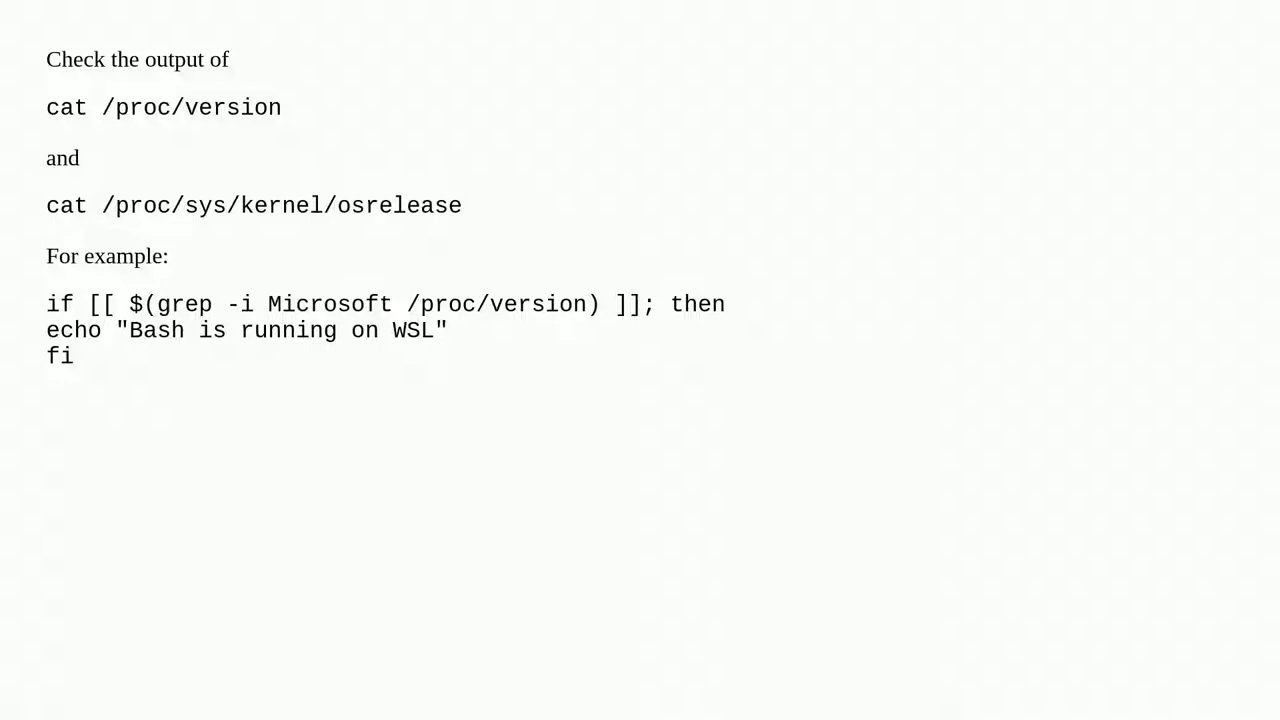 Check the output of
cat /proc/version
and
cat /proc/sys/kernel/osrelease
For example:
if [[ $(grep -i Microsoft /proc/version) ]]; then
echo "Bash is running on WSL"
fi